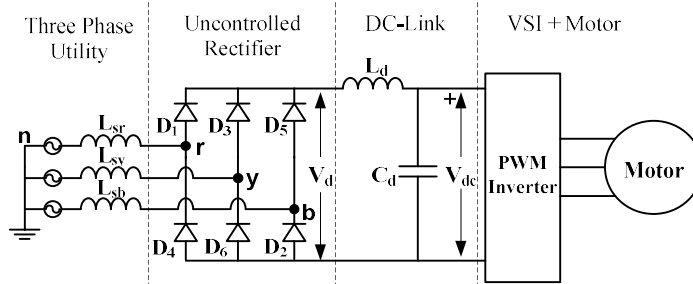 Three Phase
Utility
Uncontrolled
Rectifier
DC-Link
VSI + Motor
n
Lsr
Lsy
Lsb
D1
D3
D5
r
y
b
D4
D6
D2
Vd
Ld
Cd
+
Vdc
PWM
Inverter
Motor